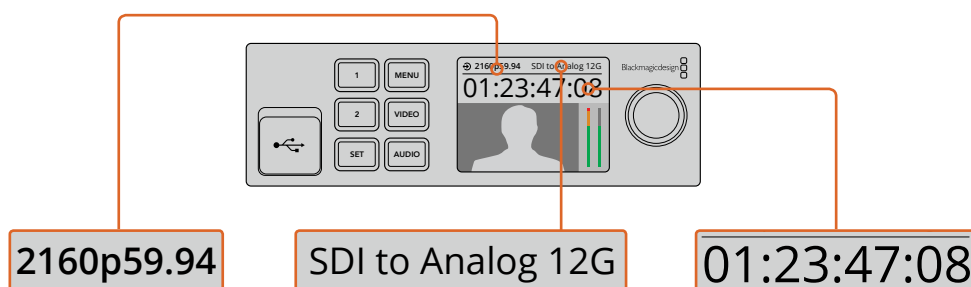 2160p59.94 SDI to Analog 12G
01:23:47:08
Blackmagicdesign
1 MENU
2 VIDEO
SET AUDIO
2160p59.94
SDI to Analog 12G
01:23:47:08